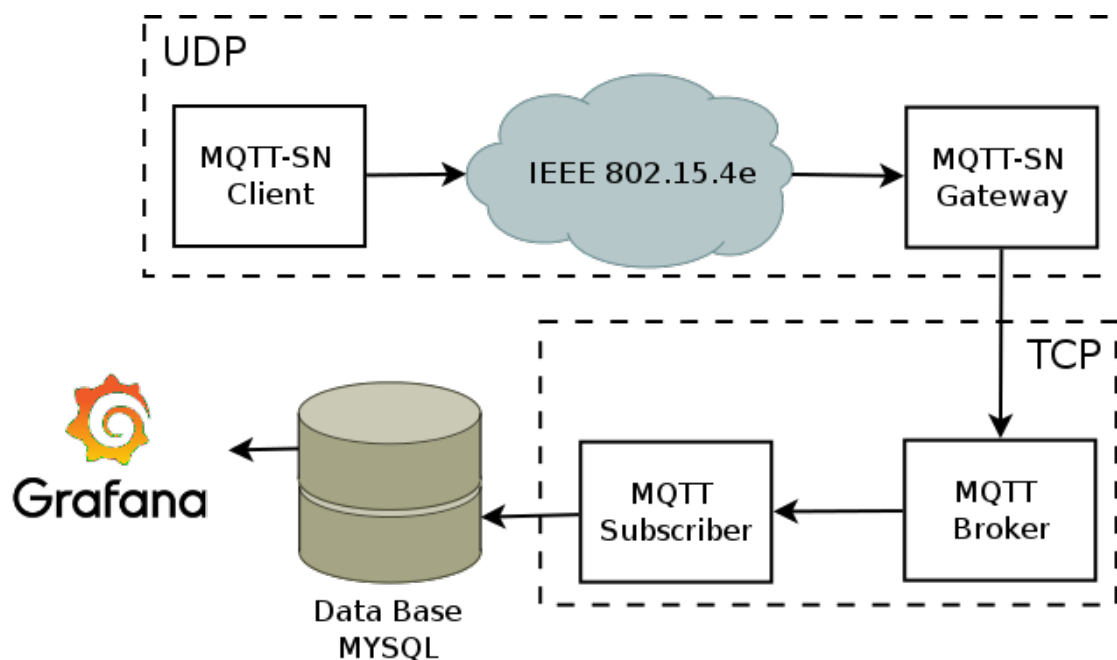 UDP
MQTT-SN
Client
IEEE 802.15.4e
MQTT-SN
Gateway
TCP
MQTT
Broker
MQTT
Subscriber
Data Base
MYSQL
Grafana